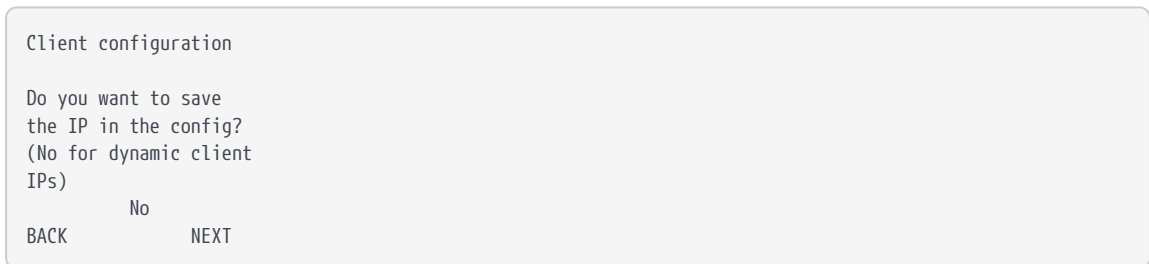 Client configuration
Do you want to save
the IP in the config?
(No for dynamic client
IPs)
No
BACK NEXT